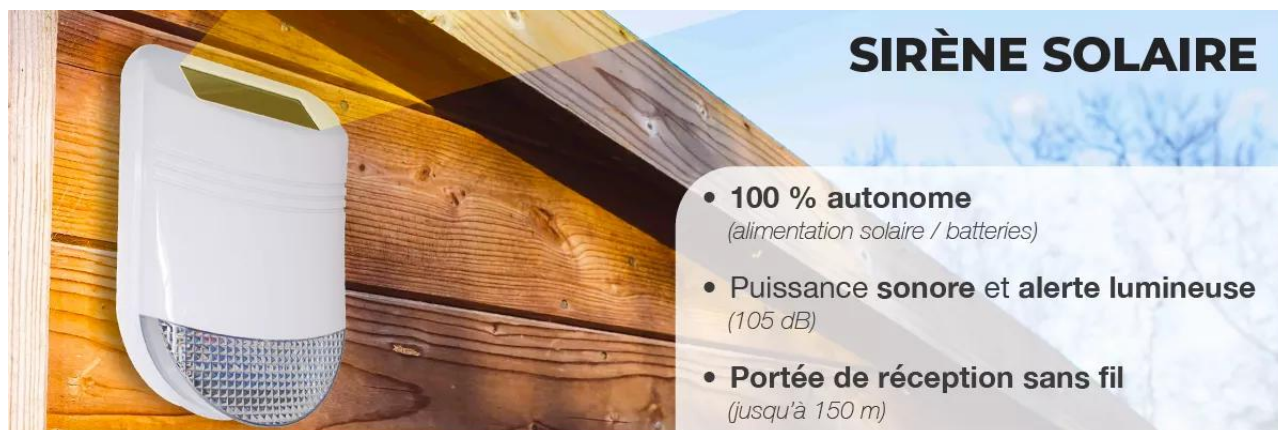 SIRÈNE SOLAIRE
• 100 % autonome
(alimentation solaire / batteries)
• Puissance sonore et alerte lumineuse
(105 dB)
• Portée de réception sans fil
(jusqu'à 150 m)